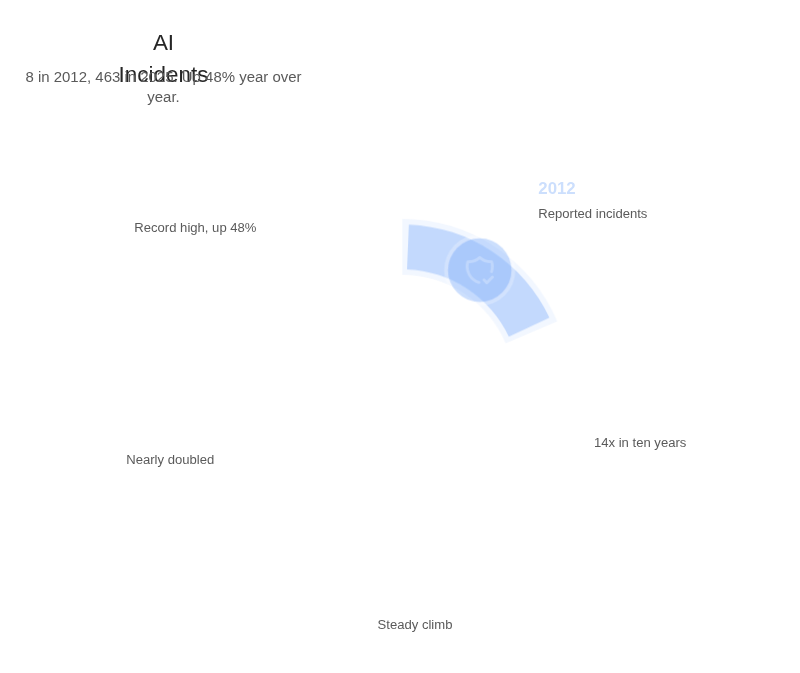 AI
Incidents
8 in 2012, 463 in 2025. Up 48% year over
year.
2012
Reported incidents
Record high, up 48%
14x in ten years
Nearly doubled
Steady climb